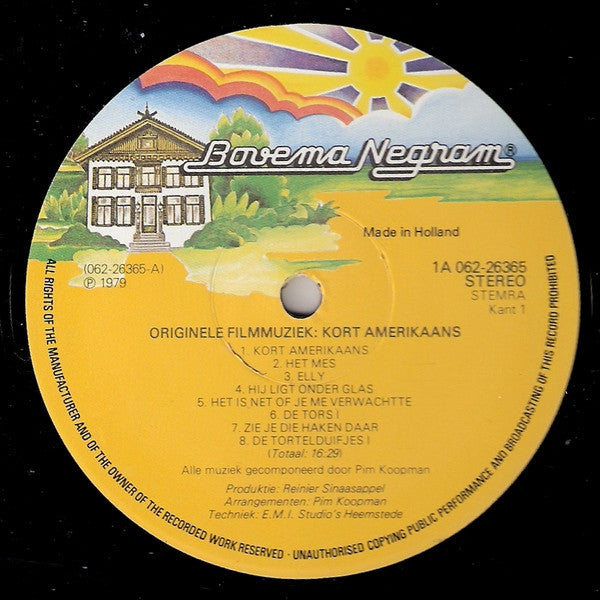 Bovema Negram®
Made in Holland
(062-26365-A)
℗ 1979
1A 062-26365
STEREO
STEMRA
Kant 1
ORIGINELE FILMMUZIEK: KORT AMERIKAANS
1. KORT AMERIKAANS
2. HET MES
3. ELLY
4. HIJ LIGT ONDER GLAS
5. HET IS NET OF JE ME VERWACHTTE
6. DE TORS I
7. ZIE JE DIE HAKEN DAAR
8. DE TORTELDUIFJES I
(Totaal: 16:29)
Alle muziek gecomponeerd door Pim Koopman
Produktie: Reinier Sinaasappel
Arrangementen: Pim Koopman
Techniek: E.M.I. Studio's Heemstede
ALL RIGHTS OF THE MANUFACTURER AND OF THE OWNER OF THE RECORDED WORK RESERVED · UNAUTHORISED COPYING PUBLIC PERFORMANCE AND BROADCASTING OF THIS RECORD PROHIBITED